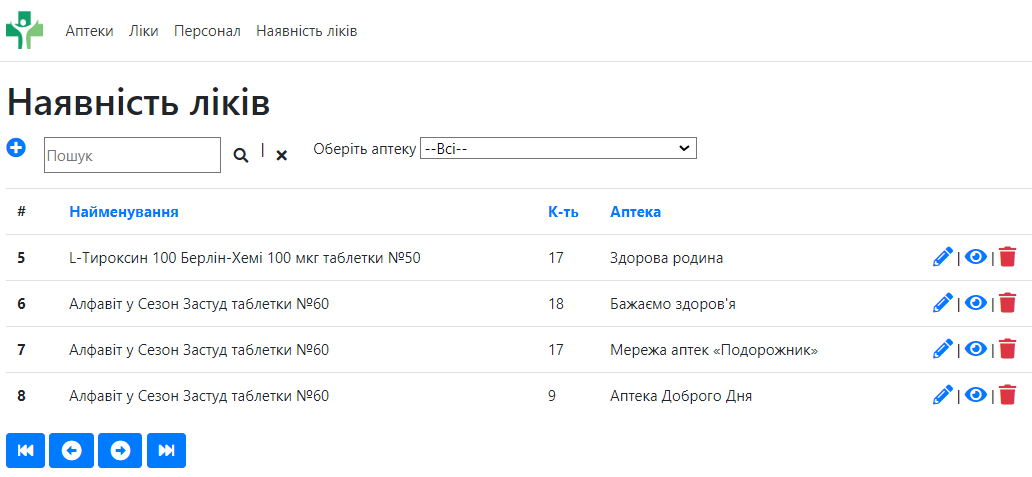 Аптеки Ліки Персонал Наявність ліків
Наявність ліків
Пошук | Оберіть аптеку --Всі--
# Найменування К-ть Аптека
5 L-Тироксин 100 Берлін-Хемі 100 мкг таблетки №50 17 Здорова родина | |
6 Алфавіт у Сезон Застуд таблетки №60 18 Бажаємо здоров'я | |
7 Алфавіт у Сезон Застуд таблетки №60 17 Мережа аптек «Подорожник» | |
8 Алфавіт у Сезон Застуд таблетки №60 9 Аптека Доброго Дня | |